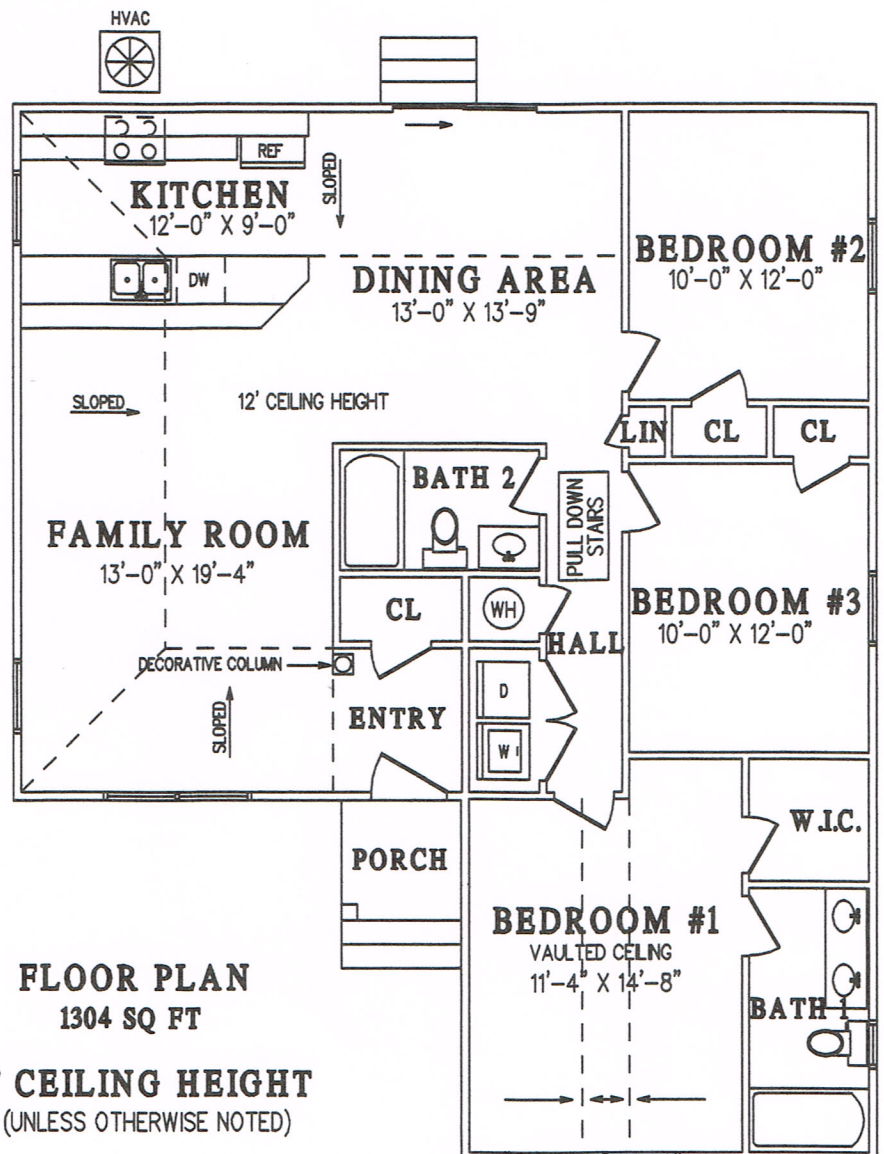 HVAC
REF
KITCHEN
12'-0" X 9'-0"
SLOPED
BEDROOM #2
10'-0" X 12'-0"
DW
DINING AREA
13'-0" X 13'-9"
SLOPED
12' CEILING HEIGHT
LIN
CL
CL
BATH 2
PULL DOWN
STAIRS
FAMILY ROOM
13'-0" X 19'-4"
CL
WH
BEDROOM #3
10'-0" X 12'-0"
HALL
DECORATIVE COLUMN
D
SLOPED
ENTRY
W
PORCH
W.I.C.
BEDROOM #1
VAULTED CEILING
11'-4" X 14'-8"
BATH 1
FLOOR PLAN
1304 SQ FT
' CEILING HEIGHT
(UNLESS OTHERWISE NOTED)